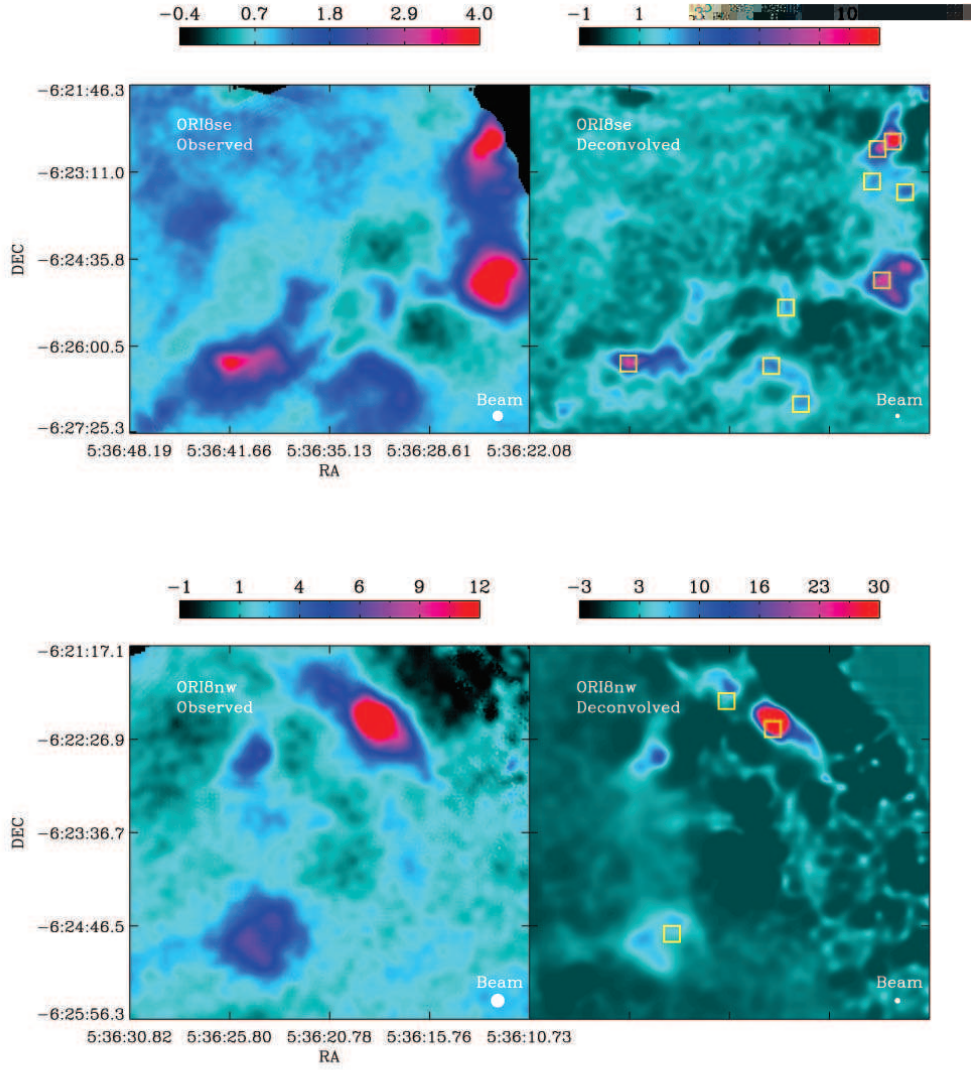 -0.4 0.7 1.8 2.9 4.0 -1 1 10
-6:21:46.3
ORI8se ORI8se
Observed Deconvolved
-6:23:11.0
DEC
-6:24:35.8
-6:26:00.5
Beam Beam
-6:27:25.3
5:36:48.19 5:36:41.66 5:36:35.13 5:36:28.61 5:36:22.08
RA
-1 1 4 6 9 12 -3 3 10 16 23 30
-6:21:17.1
ORI8nw ORI8nw
Observed Deconvolved
-6:22:26.9
DEC
-6:23:36.7
-6:24:46.5
Beam Beam
-6:25:56.3
5:36:30.82 5:36:25.80 5:36:20.78 5:36:15.76 5:36:10.73
RA